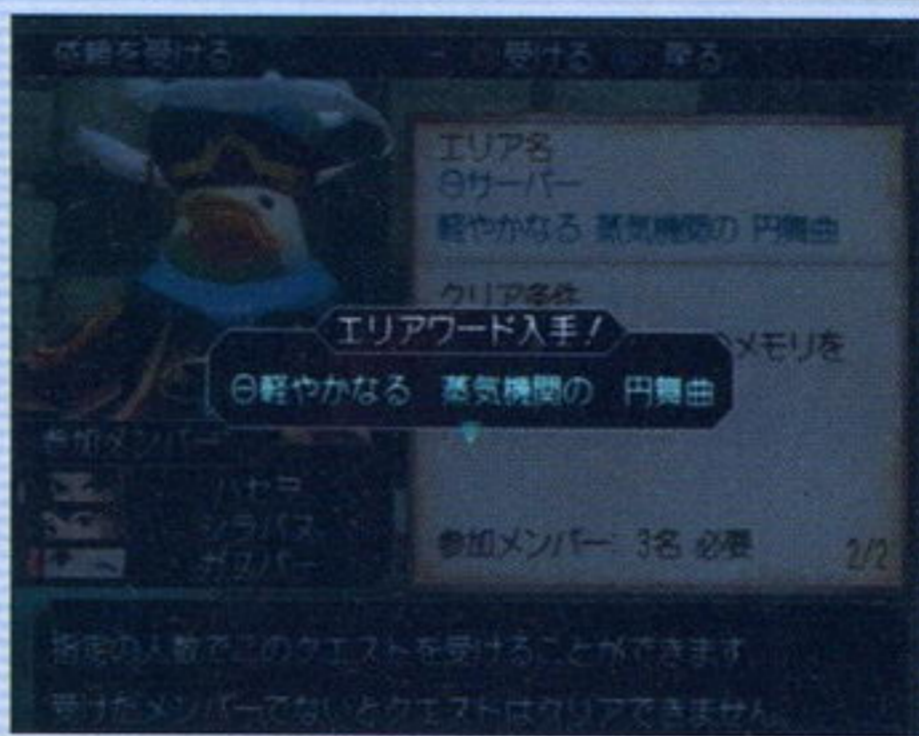 依頼を受ける
受ける 戻る
エリア名
Θサーバー
軽やかなる 蒸気機関の 円舞曲
クリア条件
メモリを
エリアワード入手！
Θ軽やかなる 蒸気機関の 円舞曲
参加メンバー
ハセヲ
シラバス
ガスパー
参加メンバー 3名 必要
2/2
指定の人数でこのクエストを受けることができます
受けたメンバーでないとクエストはクリアできません。